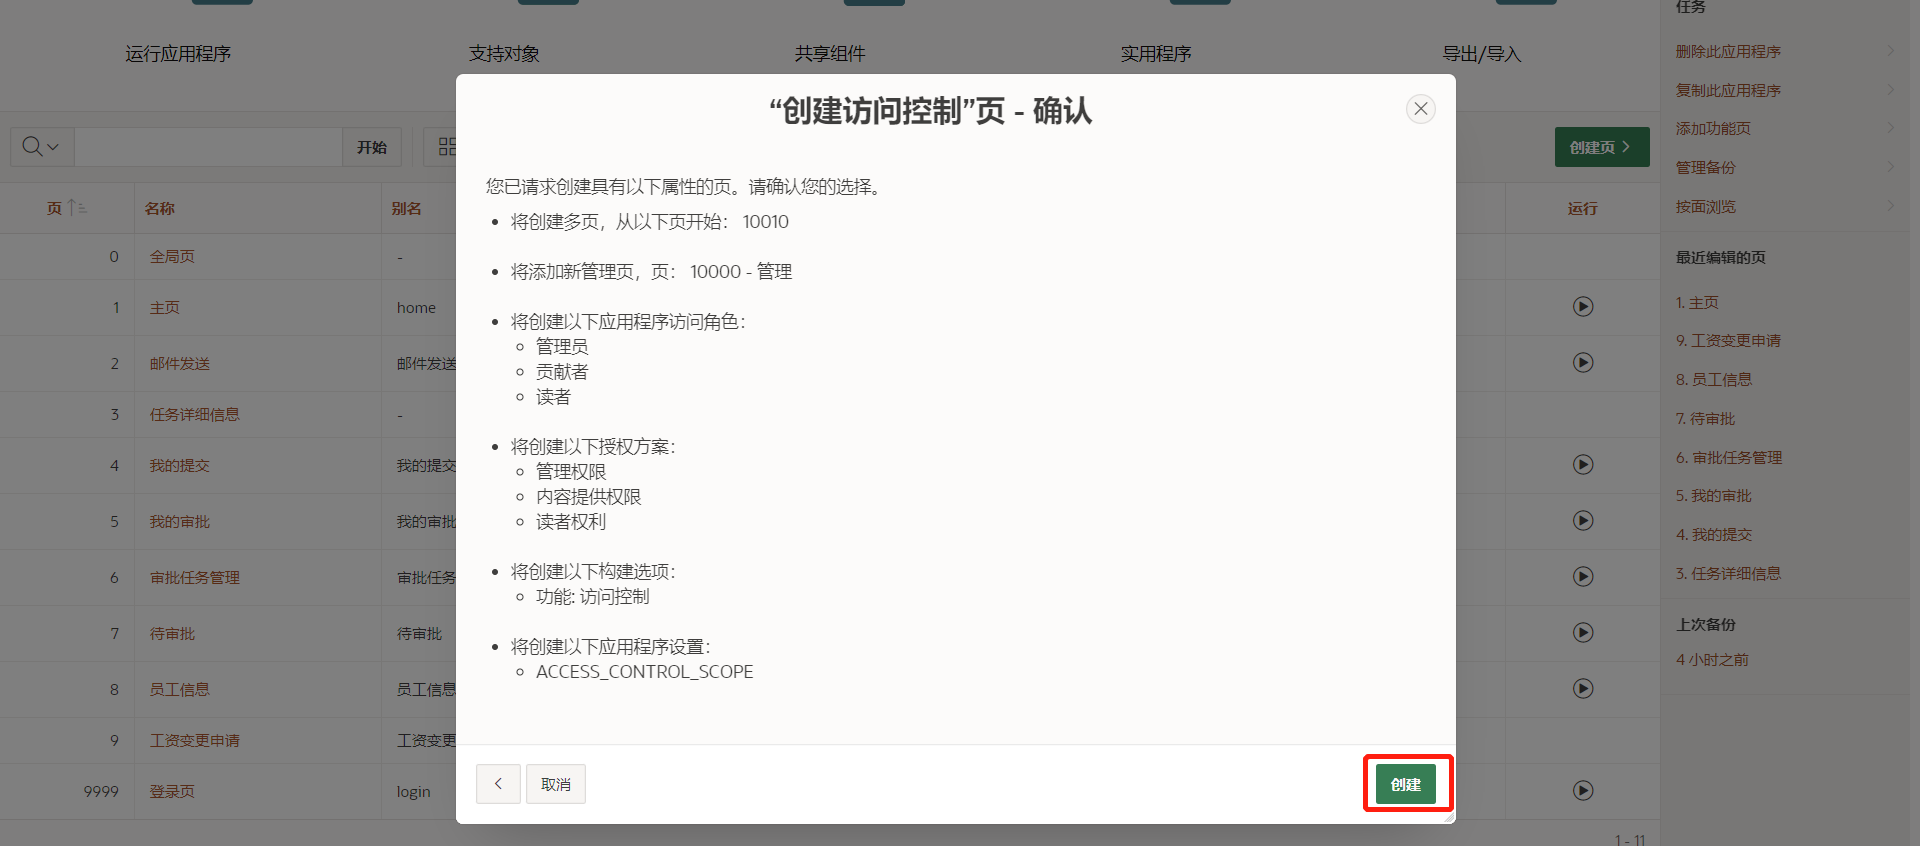 任务
运行应用程序
支持对象
共享组件
实用程序
导出/导入
删除此应用程序
复制此应用程序
添加功能页
管理备份
按面浏览
开始
创建页
页
名称
别名
运行
0
全局页
-
1
主页
home
2
邮件发送
邮件发送
3
任务详细信息
-
4
我的提交
我的提交
5
我的审批
我的审批
6
审批任务管理
审批任务
7
待审批
待审批
8
员工信息
员工信息
9
工资变更申请
工资变更
9999
登录页
login
1 - 11
“创建访问控制”页 - 确认
您已请求创建具有以下属性的页。请确认您的选择。
将创建多页，从以下页开始： 10010
将添加新管理页，页： 10000 - 管理
将创建以下应用程序访问角色：
管理员
贡献者
读者
将创建以下授权方案：
管理权限
内容提供权限
读者权利
将创建以下构建选项：
功能: 访问控制
将创建以下应用程序设置：
ACCESS_CONTROL_SCOPE
取消
创建
最近编辑的页
1. 主页
9. 工资变更申请
8. 员工信息
7. 待审批
6. 审批任务管理
5. 我的审批
4. 我的提交
3. 任务详细信息
上次备份
4 小时之前